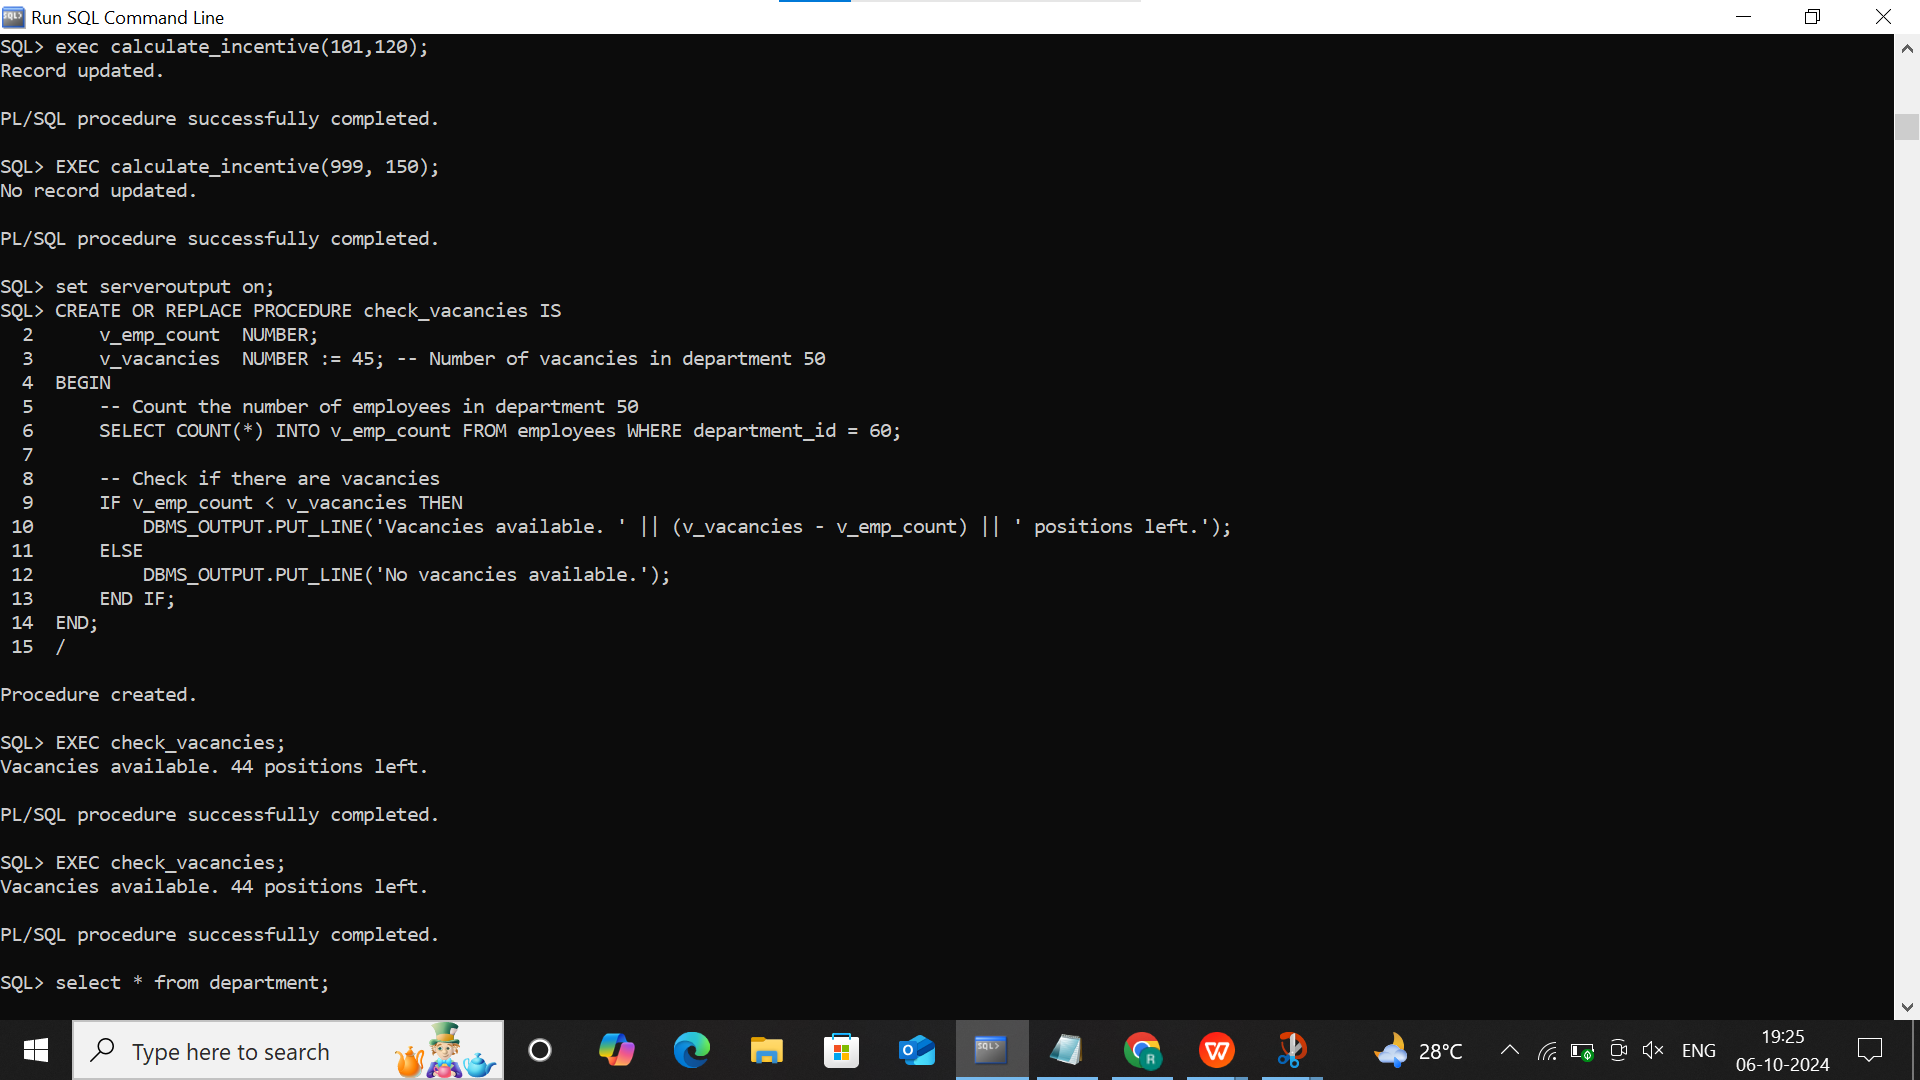 Run SQL Command Line
SQL> exec calculate_incentive(101,120);
Record updated.
PL/SQL procedure successfully completed.
SQL> EXEC calculate_incentive(999, 150);
No record updated.
PL/SQL procedure successfully completed.
SQL> set serveroutput on;
SQL> CREATE OR REPLACE PROCEDURE check_vacancies IS
  2      v_emp_count  NUMBER;
  3      v_vacancies  NUMBER := 45; -- Number of vacancies in department 50
  4  BEGIN
  5      -- Count the number of employees in department 50
  6      SELECT COUNT(*) INTO v_emp_count FROM employees WHERE department_id = 60;
  7
  8      -- Check if there are vacancies
  9      IF v_emp_count < v_vacancies THEN
 10          DBMS_OUTPUT.PUT_LINE('Vacancies available. ' || (v_vacancies - v_emp_count) || ' positions left.');
 11      ELSE
 12          DBMS_OUTPUT.PUT_LINE('No vacancies available.');
 13      END IF;
 14  END;
 15  /
Procedure created.
SQL> EXEC check_vacancies;
Vacancies available. 44 positions left.
PL/SQL procedure successfully completed.
SQL> EXEC check_vacancies;
Vacancies available. 44 positions left.
PL/SQL procedure successfully completed.
SQL> select * from department;
Type here to search
SQL>
R
W
28°C
ENG
19:25
06-10-2024